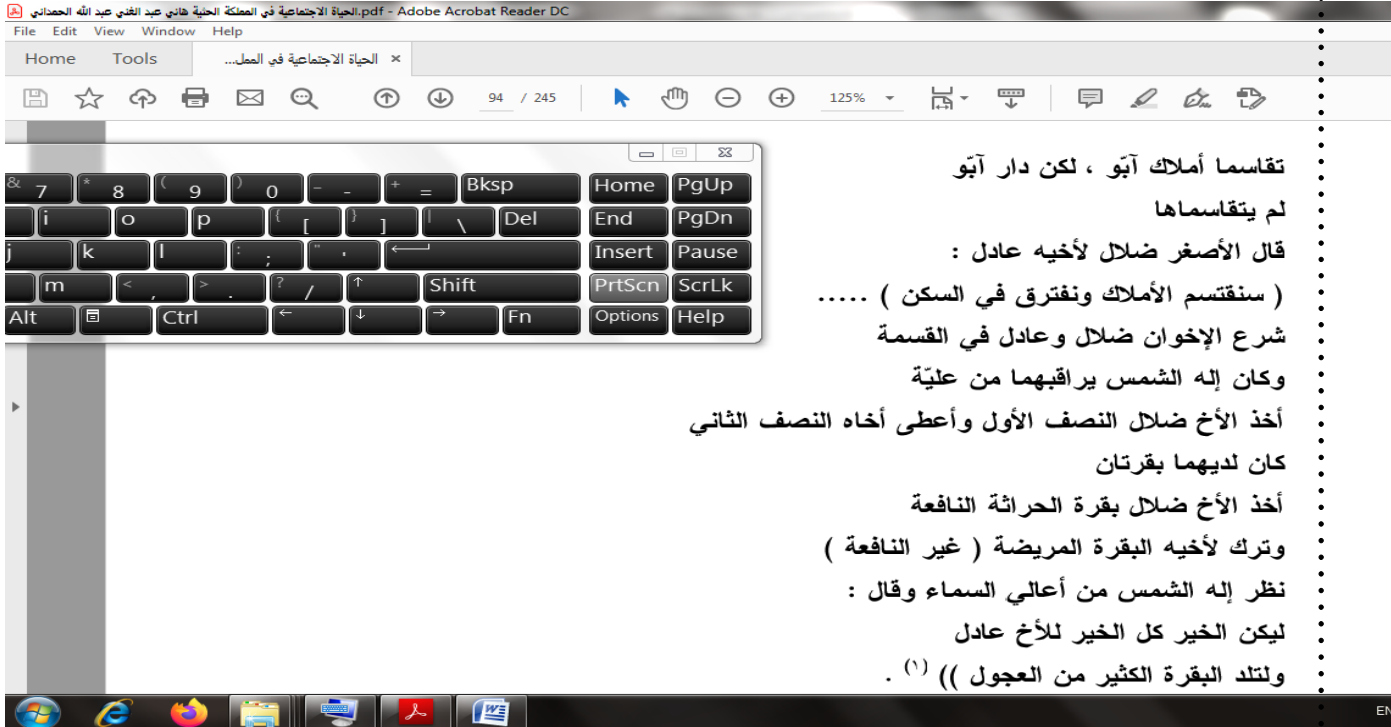 الحياة الاجتماعية في المملكة الحثية هاني عبد الغني عبد الله الحمداني.pdf - Adobe Acrobat Reader DC
File Edit View Window Help
Home Tools الحياة الاجتماعية في الممل... ×
94 / 245 125%
& 7 * 8 ( 9 ) 0 _ - + = Bksp Home PgUp
i o p { [ } ] | \ Del End PgDn
j k l : ; " ' Insert Pause
m < , > . ? / ↑ Shift PrtScn ScrLk
Alt Ctrl ← ↓ → Fn Options Help
تقاسما أملاك آبّو ، لكن دار آبّو
لم يتقاسماها
قال الأصغر ضلال لأخيه عادل :
( سنقتسم الأملاك ونفترق في السكن ) .....
شرع الإخوان ضلال وعادل في القسمة
وكان إله الشمس يراقبهما من عليّة
أخذ الأخ ضلال النصف الأول وأعطى أخاه النصف الثاني
كان لديهما بقرتان
أخذ الأخ ضلال بقرة الحراثة النافعة
وترك لأخيه البقرة المريضة ( غير النافعة )
نظر إله الشمس من أعالي السماء وقال :
ليكن الخير كل الخير للأخ عادل
ولتلد البقرة الكثير من العجول )) (١) .
EN